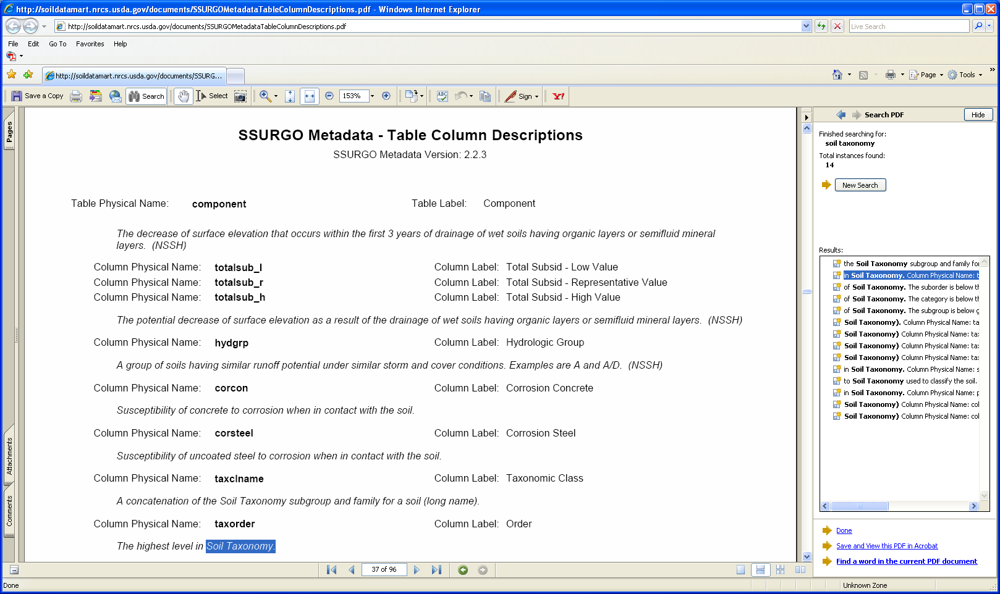 http://soildatamart.nrcs.usda.gov/documents/SSURGOMetadataTableColumnDescriptions.pdf - Windows Internet Explorer
http://soildatamart.nrcs.usda.gov/documents/SSURGOMetadataTableColumnDescriptions.pdf
Live Search
File Edit Go To Favorites Help
http://soildatamart.nrcs.usda.gov/documents/SSURG...
Page Tools
Save a Copy Search Select 153% Sign Y!
Pages
Attachments
Comments
SSURGO Metadata - Table Column Descriptions
SSURGO Metadata Version: 2.2.3
Table Physical Name: component Table Label: Component
The decrease of surface elevation that occurs within the first 3 years of drainage of wet soils having organic layers or semifluid mineral
layers. (NSSH)
Column Physical Name: totalsub_l Column Label: Total Subsid - Low Value
Column Physical Name: totalsub_r Column Label: Total Subsid - Representative Value
Column Physical Name: totalsub_h Column Label: Total Subsid - High Value
The potential decrease of surface elevation as a result of the drainage of wet soils having organic layers or semifluid mineral layers. (NSSH)
Column Physical Name: hydgrp Column Label: Hydrologic Group
A group of soils having similar runoff potential under similar storm and cover conditions. Examples are A and A/D. (NSSH)
Column Physical Name: corcon Column Label: Corrosion Concrete
Susceptibility of concrete to corrosion when in contact with the soil.
Column Physical Name: corsteel Column Label: Corrosion Steel
Susceptibility of uncoated steel to corrosion when in contact with the soil.
Column Physical Name: taxclname Column Label: Taxonomic Class
A concatenation of the Soil Taxonomy subgroup and family for a soil (long name).
Column Physical Name: taxorder Column Label: Order
The highest level in Soil Taxonomy.
Search PDF
Hide
Finished searching for:
soil taxonomy
Total instances found:
14
New Search
Results:
the Soil Taxonomy subgroup and family fo
in Soil Taxonomy. Column Physical Name: t
of Soil Taxonomy. The suborder is below th
of Soil Taxonomy. The category is below th
of Soil Taxonomy. The subgroup is below g
Soil Taxonomy). Column Physical Name: ta
Soil Taxonomy) Column Physical Name: tax
Soil Taxonomy) Column Physical Name: tax
Soil Taxonomy) Column Physical Name: tax
in Soil Taxonomy. Column Physical Name: s
to Soil Taxonomy used to classify the soil.
in Soil Taxonomy. Column Physical Name: p
Soil Taxonomy) Column Physical Name: col
Soil Taxonomy) Column Physical Name: col
Done
Save and View this PDF in Acrobat
Find a word in the current PDF document
37 of 96
Done
Unknown Zone